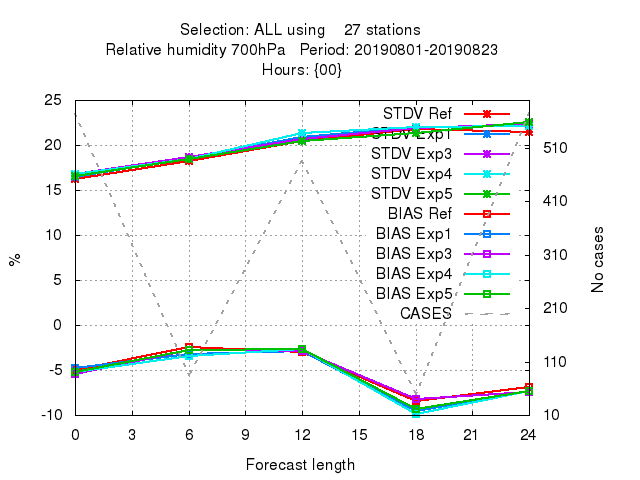 Selection: ALL using 27 stations
Relative humidity 700hPa Period: 20190801-20190823
Hours: {00}
25
20
15
10
5
0
-5
-10
%
STDV Ref
STDV Exp1
STDV Exp3
STDV Exp4
STDV Exp5
BIAS Ref
BIAS Exp1
BIAS Exp3
BIAS Exp4
BIAS Exp5
CASES
510
410
310
210
110
10
No cases
0 3 6 9 12 15 18 21 24
Forecast length